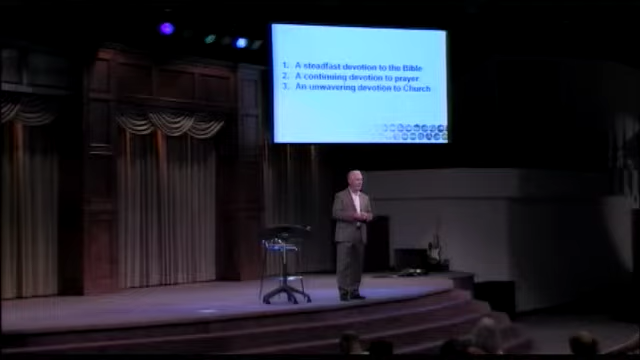 1. A steadfast devotion to the Bible
2. A continuing devotion to prayer
3. An unwavering devotion to Church